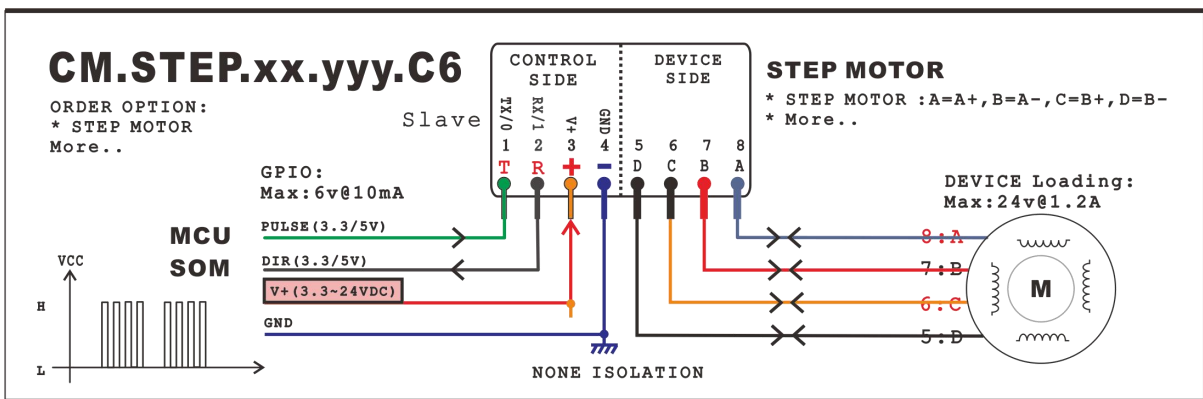 CM.STEP.xx.yyy.C6
ORDER OPTION:
* STEP MOTOR
More..
Slave
CONTROL SIDE
DEVICE SIDE
TX/0
RX/1
V+
GND
1 2 3 4 5 6 7 8
T R + - D C B A
STEP MOTOR
* STEP MOTOR :A=A+,B=A-,C=B+,D=B-
* More..
GPIO:
Max:6v@10mA
DEVICE Loading:
Max:24v@1.2A
MCU
SOM
PULSE(3.3/5V)
DIR(3.3/5V)
V+(3.3~24VDC)
GND
VCC
H
L
8:A
7:B
6:C
5:D
M
NONE ISOLATION